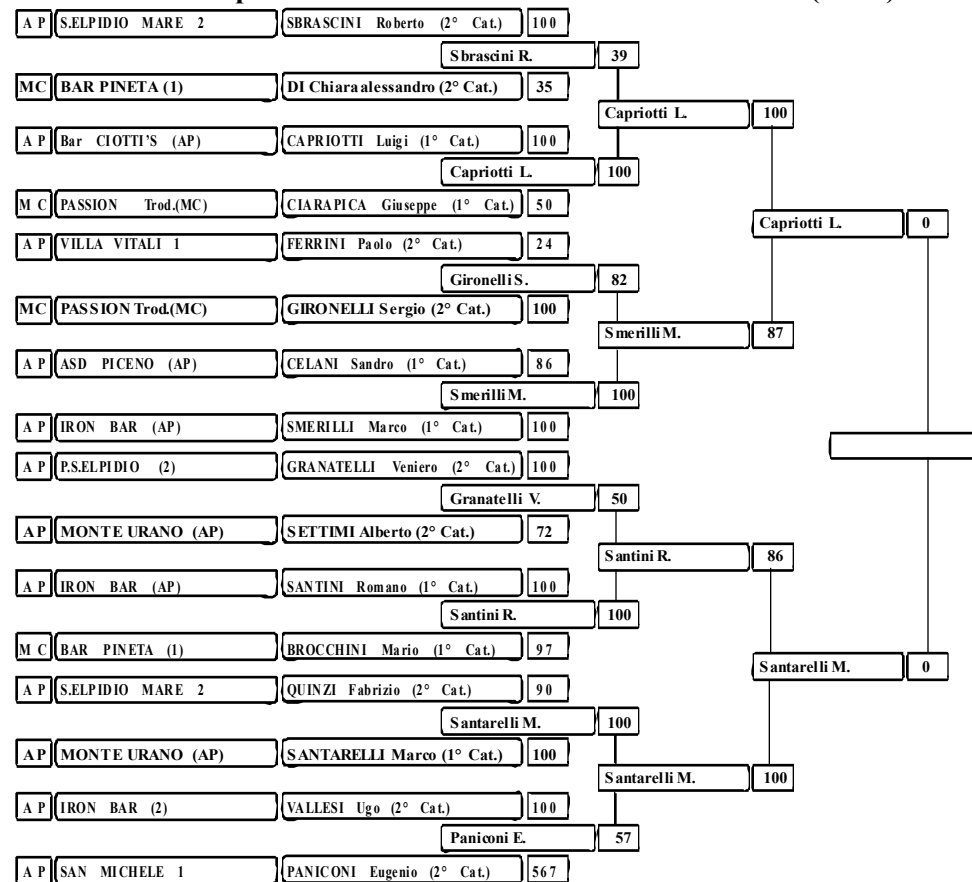 A P S.ELPIDIO MARE 2 SBRASCINI Roberto (2° Cat.) 100
Sbrascini R. 39
MC BAR PINETA (1) DI Chiara alessandro (2° Cat.) 35
Capriotti L. 100
A P Bar CIOTTI'S (AP) CAPRIOTTI Luigi (1° Cat.) 100
Capriotti L. 100
M C PASSION Trod.(MC) CIARAPICA Giuseppe (1° Cat.) 50
Capriotti L. 0
A P VILLA VITALI 1 FERRINI Paolo (2° Cat.) 24
Gironelli S. 82
MC PASSION Trod.(MC) GIRONELLI Sergio (2° Cat.) 100
Smerilli M. 87
A P ASD PICENO (AP) CELANI Sandro (1° Cat.) 86
Smerilli M. 100
A P IRON BAR (AP) SMERILLI Marco (1° Cat.) 100
A P P.S.ELPIDIO (2) GRANATELLI Veniero (2° Cat.) 100
Granatelli V. 50
AP MONTE URANO (AP) SETTIMI Alberto (2° Cat.) 72
Santini R. 86
A P IRON BAR (AP) SANTINI Romano (1° Cat.) 100
Santini R. 100
M C BAR PINETA (1) BROCCHINI Mario (1° Cat.) 97
Santarelli M. 0
A P S.ELPIDIO MARE 2 QUINZI Fabrizio (2° Cat.) 90
Santarelli M. 100
AP MONTE URANO (AP) SANTARELLI Marco (1° Cat.) 100
Santarelli M. 100
A P IRON BAR (2) VALLESI Ugo (2° Cat.) 100
Paniconi E. 57
A P SAN MICHELE 1 PANICONI Eugenio (2° Cat.) 567